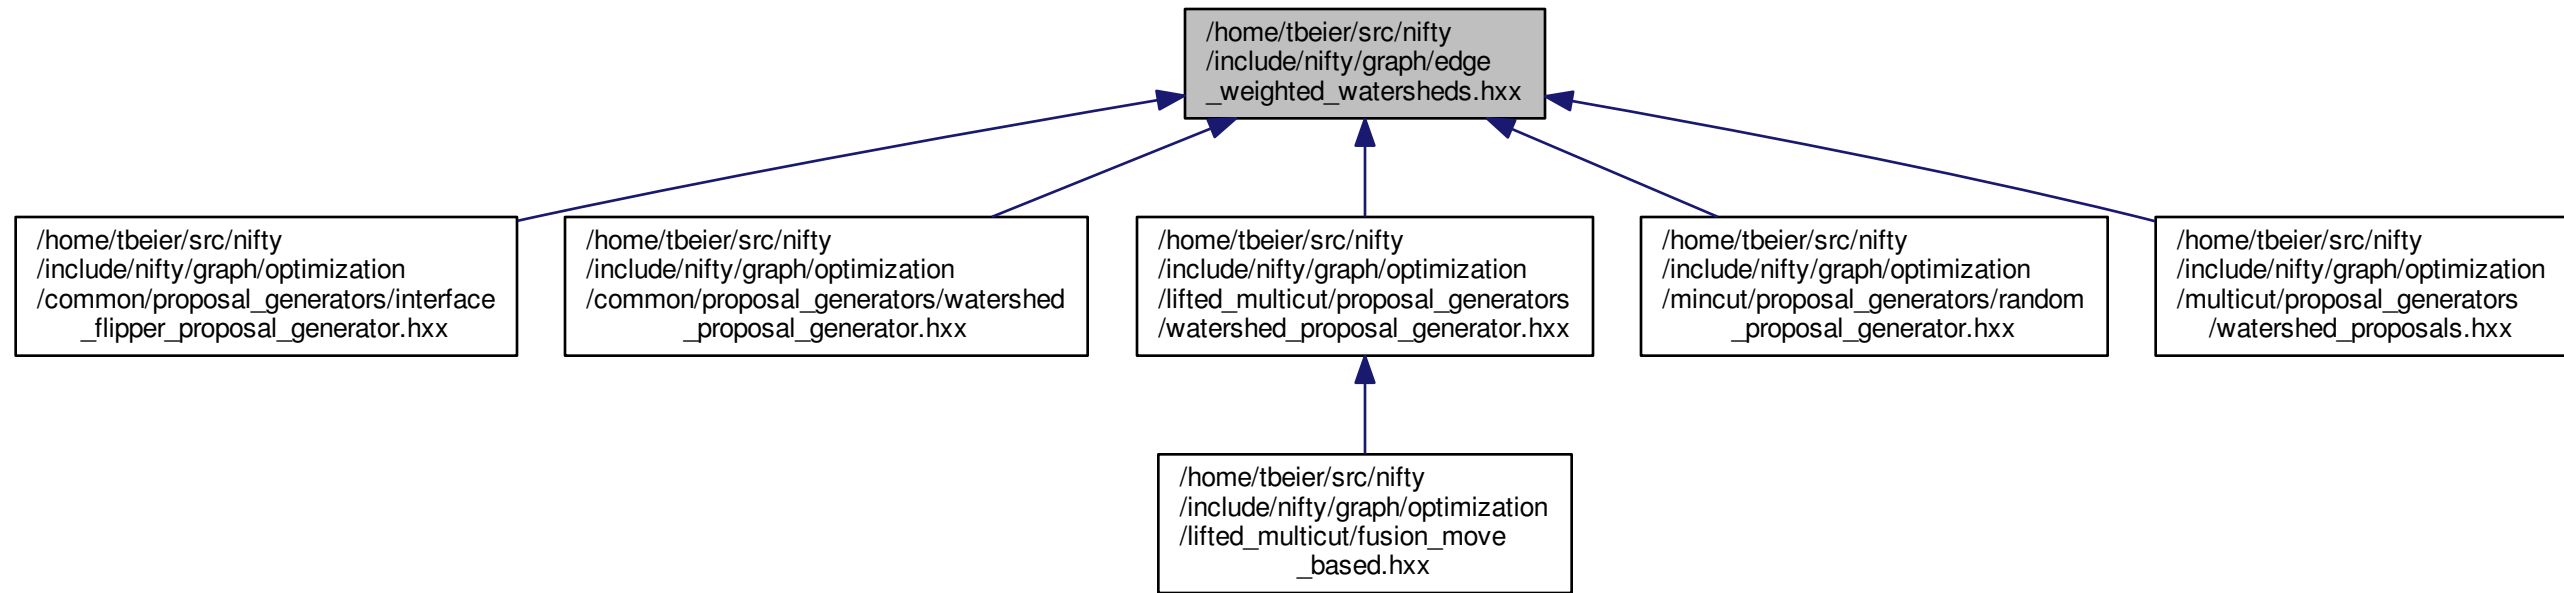 /home/tbeier/src/nifty
/include/nifty/graph/edge
_weighted_watersheds.hxx
/home/tbeier/src/nifty
/include/nifty/graph/optimization
/common/proposal_generators/interface
_flipper_proposal_generator.hxx
/home/tbeier/src/nifty
/include/nifty/graph/optimization
/common/proposal_generators/watershed
_proposal_generator.hxx
/home/tbeier/src/nifty
/include/nifty/graph/optimization
/lifted_multicut/proposal_generators
/watershed_proposal_generator.hxx
/home/tbeier/src/nifty
/include/nifty/graph/optimization
/mincut/proposal_generators/random
_proposal_generator.hxx
/home/tbeier/src/nifty
/include/nifty/graph/optimization
/multicut/proposal_generators
/watershed_proposals.hxx
/home/tbeier/src/nifty
/include/nifty/graph/optimization
/lifted_multicut/fusion_move
_based.hxx